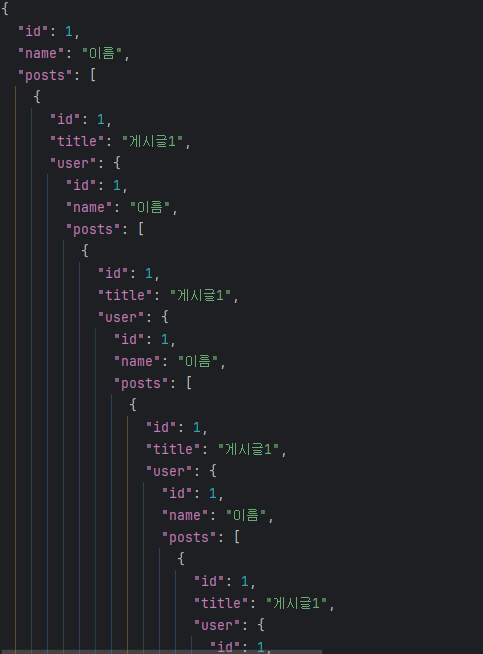 {
"id": 1,
"name": "이름",
"posts": [
{
"id": 1,
"title": "게시글1",
"user": {
"id": 1,
"name": "이름",
"posts": [
{
"id": 1,
"title": "게시글1",
"user": {
"id": 1,
"name": "이름",
"posts": [
{
"id": 1,
"title": "게시글1",
"user": {
"id": 1,
"name": "이름",
"posts": [
{
"id": 1,
"title": "게시글1",
"user": {
"id": 1,